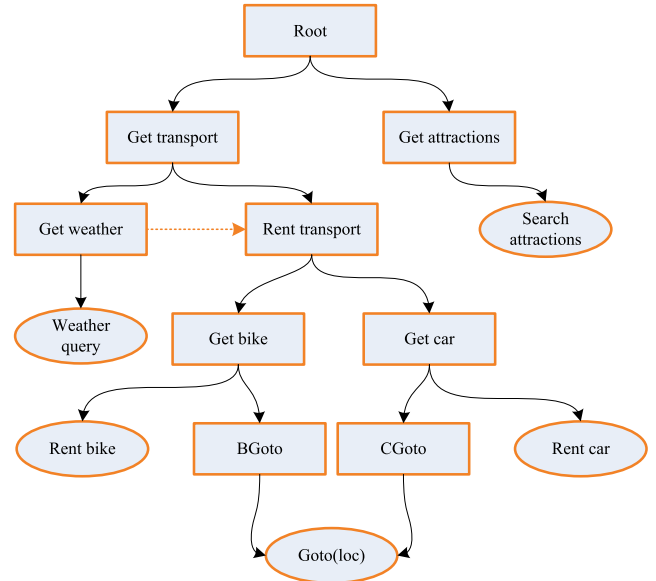 Root
Get transport
Get attractions
Get weather
Rent transport
Search
attractions
Weather
query
Get bike
Get car
Rent bike
BGoto
CGoto
Rent car
Goto(loc)